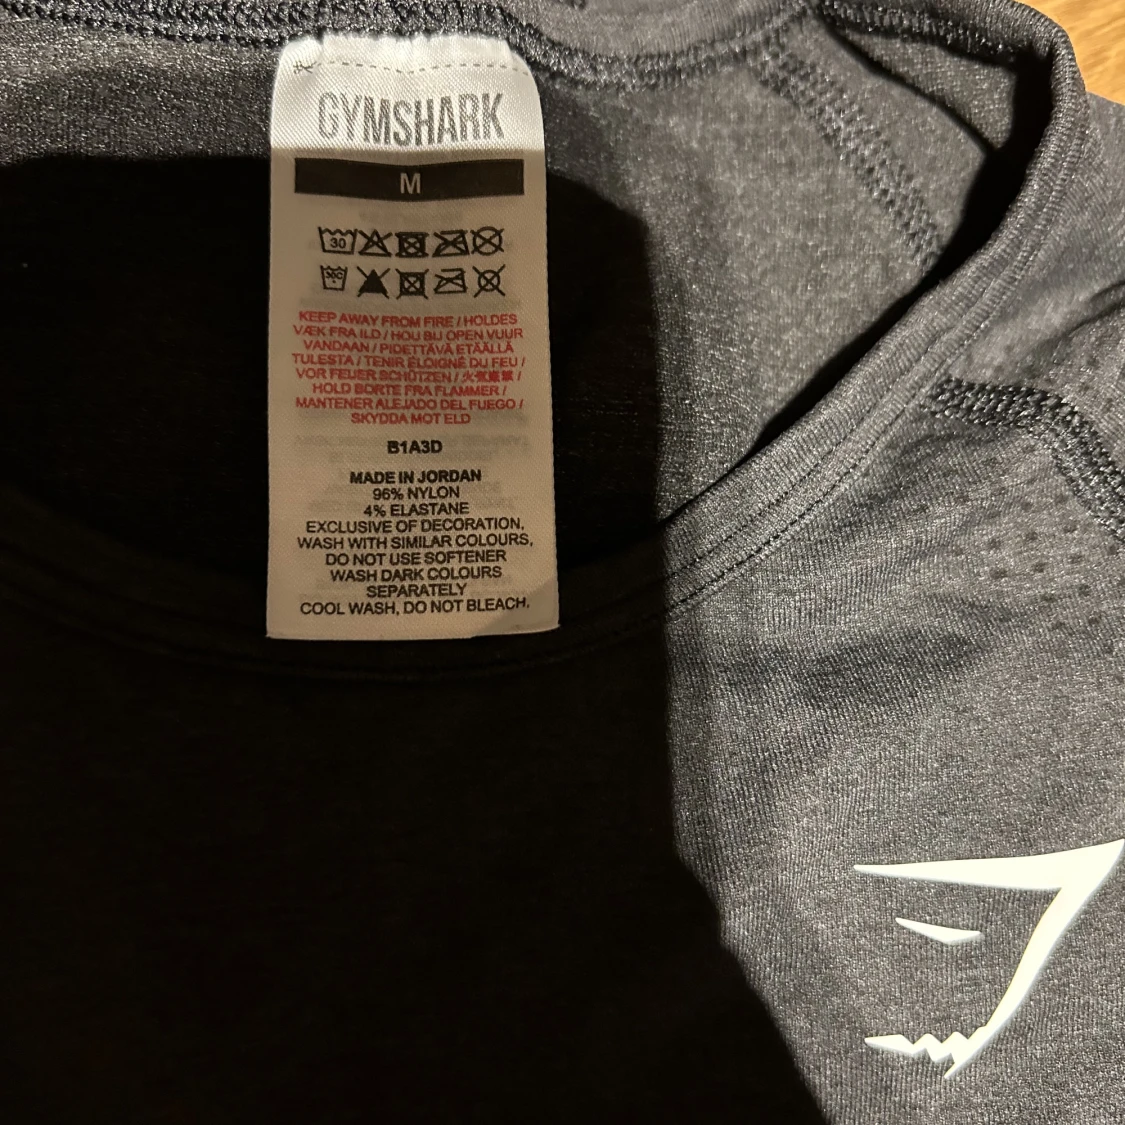 GYMSHARK
M
30
30C
KEEP AWAY FROM FIRE / HOLDES
VÆK FRA ILD / HOU BIJ OPEN VUUR
VANDAAN / PIDETTÄVÄ ETÄÄLLÄ
TULESTA / TENIR ÉLOIGNÉ DU FEU /
VOR FEUER SCHÜTZEN / 火気厳禁 /
HOLD BORTE FRA FLAMMER /
MANTENER ALEJADO DEL FUEGO /
SKYDDA MOT ELD
B1A3D
MADE IN JORDAN
96% NYLON
4% ELASTANE
EXCLUSIVE OF DECORATION,
WASH WITH SIMILAR COLOURS,
DO NOT USE SOFTENER
WASH DARK COLOURS
SEPARATELY
COOL WASH, DO NOT BLEACH.